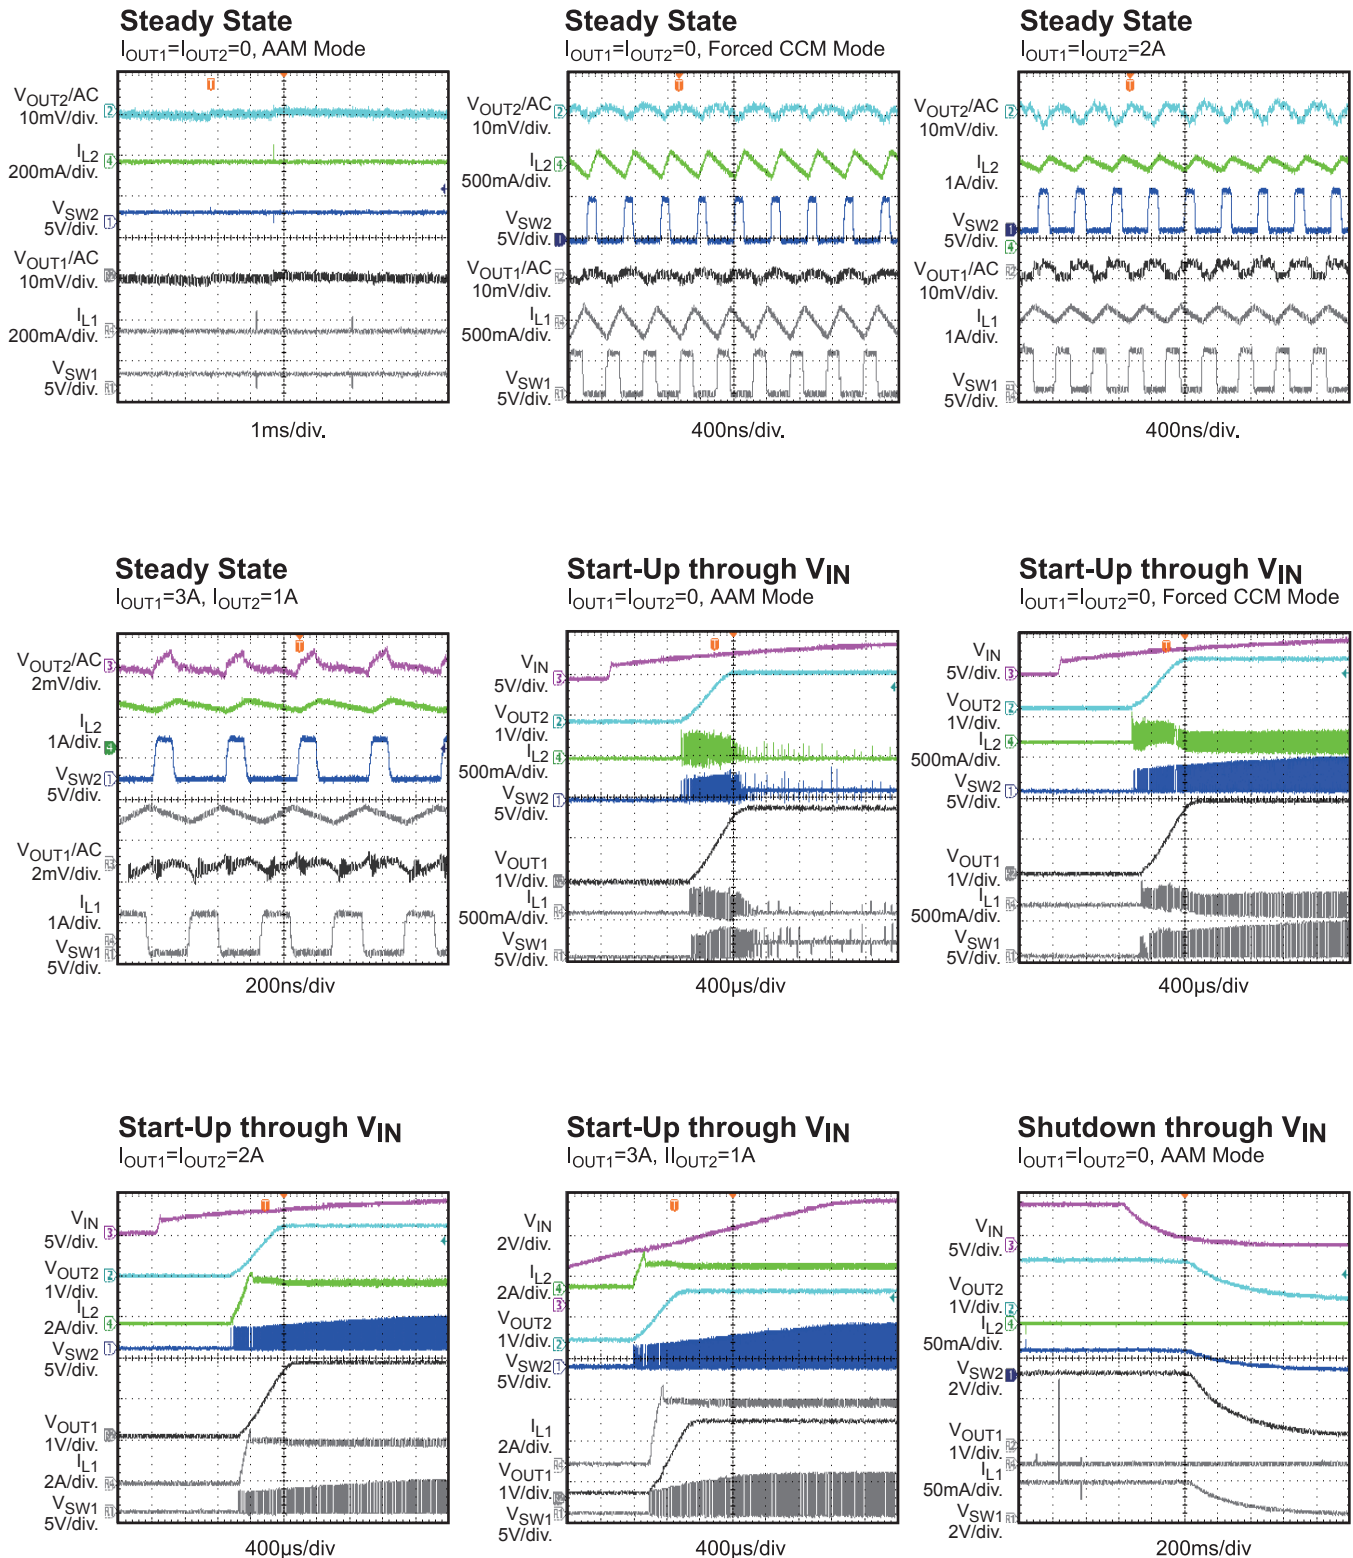 Steady State
IOUT1=IOUT2=0, AAM Mode
VOUT2/AC
10mV/div.
IL2
200mA/div.
VSW2
5V/div.
VOUT1/AC
10mV/div.
IL1
200mA/div.
VSW1
5V/div.
1ms/div.
Steady State
IOUT1=IOUT2=0, Forced CCM Mode
VOUT2/AC
10mV/div.
IL2
500mA/div.
VSW2
5V/div.
VOUT1/AC
10mV/div.
IL1
500mA/div.
VSW1
5V/div.
400ns/div.
Steady State
IOUT1=IOUT2=2A
VOUT2/AC
10mV/div.
IL2
1A/div.
VSW2
5V/div.
VOUT1/AC
10mV/div.
IL1
1A/div.
VSW1
5V/div.
400ns/div.
Steady State
IOUT1=3A, IOUT2=1A
VOUT2/AC
2mV/div.
IL2
1A/div.
VSW2
5V/div.
VOUT1/AC
2mV/div.
IL1
1A/div.
VSW1
5V/div.
200ns/div
Start-Up through VIN
IOUT1=IOUT2=0, AAM Mode
VIN
5V/div.
VOUT2
1V/div.
IL2
500mA/div.
VSW2
5V/div.
VOUT1
1V/div.
IL1
500mA/div.
VSW1
5V/div.
400µs/div
Start-Up through VIN
IOUT1=IOUT2=0, Forced CCM Mode
VIN
5V/div.
VOUT2
1V/div.
IL2
500mA/div.
VSW2
5V/div.
VOUT1
1V/div.
IL1
500mA/div.
VSW1
5V/div.
400µs/div
Start-Up through VIN
IOUT1=IOUT2=2A
VIN
5V/div.
VOUT2
1V/div.
IL2
2A/div.
VSW2
5V/div.
VOUT1
1V/div.
IL1
2A/div.
VSW1
5V/div.
400µs/div
Start-Up through VIN
IOUT1=3A, IIOUT2=1A
VIN
2V/div.
IL2
2A/div.
VOUT2
1V/div.
VSW2
5V/div.
IL1
2A/div.
VOUT1
1V/div.
VSW1
5V/div.
400µs/div
Shutdown through VIN
IOUT1=IOUT2=0, AAM Mode
VIN
5V/div.
VOUT2
1V/div.
IL2
50mA/div.
VSW2
2V/div.
VOUT1
1V/div.
IL1
50mA/div.
VSW1
2V/div.
200ms/div